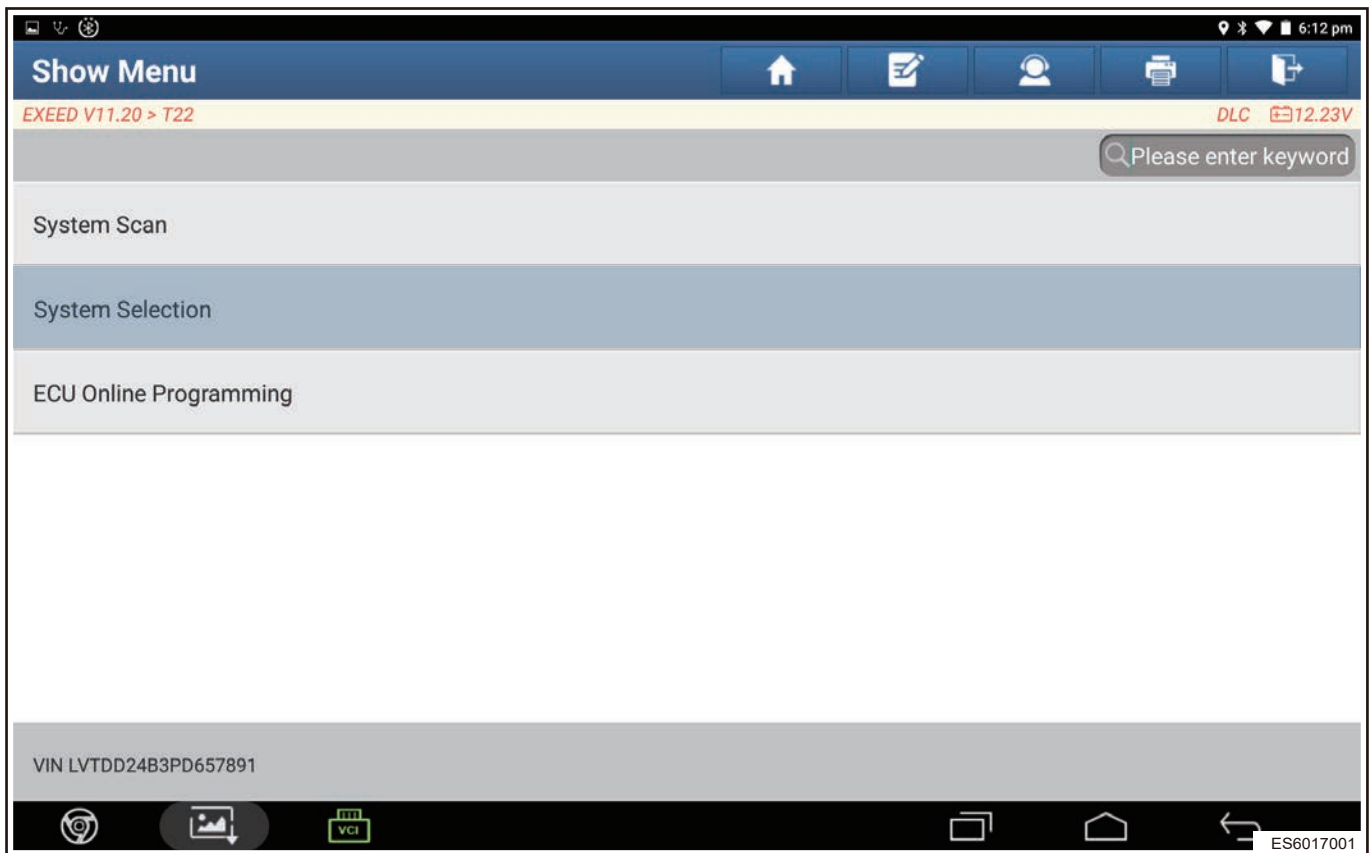 6:12 pm
Show Menu
EXEED V11.20 > T22
DLC 12.23V
Please enter keyword
System Scan
System Selection
ECU Online Programming
VIN LVTDD24B3PD657891
VCI
ES6017001